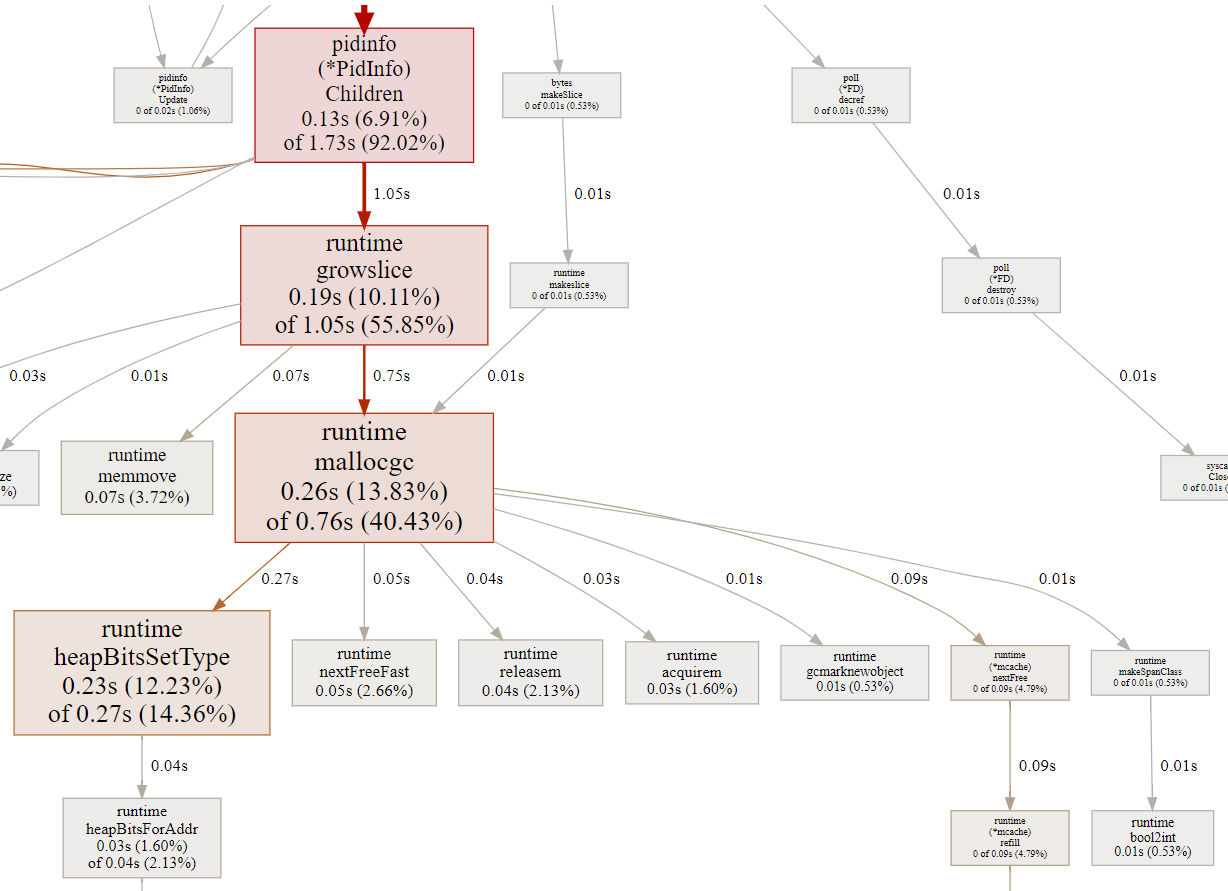 pidinfo
(*PidInfo)
Update
0 of 0.02s (1.06%)
pidinfo
(*PidInfo)
Children
0.13s (6.91%)
of 1.73s (92.02%)
bytes
makeSlice
0 of 0.01s (0.53%)
poll
(*FD)
decref
0 of 0.01s (0.53%)
1.05s
0.01s
0.01s
runtime
growslice
0.19s (10.11%)
of 1.05s (55.85%)
runtime
makeslice
0 of 0.01s (0.53%)
poll
(*FD)
destroy
0 of 0.01s (0.53%)
0.03s
0.01s
0.07s
0.75s
0.01s
0.01s
ze
%)
runtime
memmove
0.07s (3.72%)
runtime
mallocgc
0.26s (13.83%)
of 0.76s (40.43%)
sysca
Clos
0 of 0.01s (
0.27s
0.05s
0.04s
0.03s
0.01s
0.09s
0.01s
runtime
heapBitsSetType
0.23s (12.23%)
of 0.27s (14.36%)
runtime
nextFreeFast
0.05s (2.66%)
runtime
releasem
0.04s (2.13%)
runtime
acquirem
0.03s (1.60%)
runtime
gcmarknewobject
0.01s (0.53%)
runtime
(*mcache)
nextFree
0 of 0.09s (4.79%)
runtime
makeSpanClass
0 of 0.01s (0.53%)
0.04s
0.09s
0.01s
runtime
heapBitsForAddr
0.03s (1.60%)
of 0.04s (2.13%)
runtime
(*mcache)
refill
0 of 0.09s (4.79%)
runtime
bool2int
0.01s (0.53%)